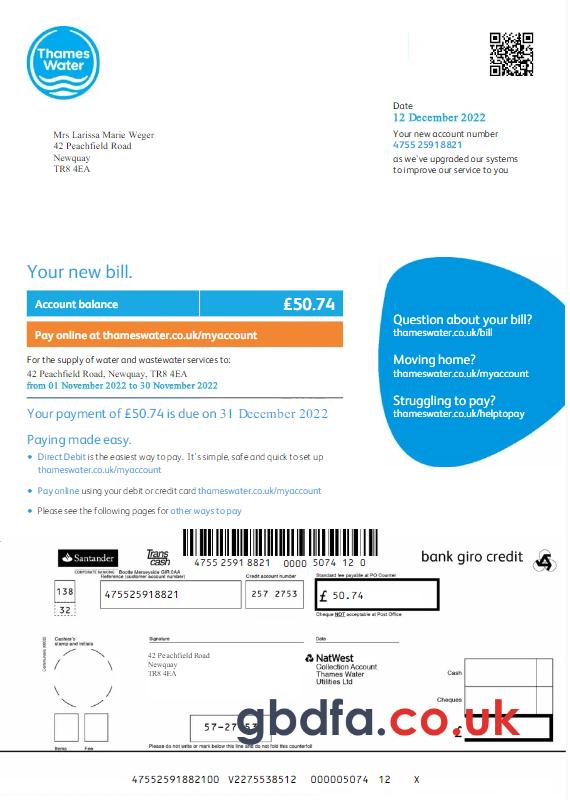 Thames
Water
Date
12 December 2022
Mrs Larissa Marie Weger
42 Peachfield Road
Newquay
TR8 4EA
Your new account number
4755 25918821
as we've upgraded our systems
to improve our service to you
Your new bill.
Account balance £50.74
Pay online at thameswater.co.uk/myaccount
For the supply of water and wastewater services to:
42 Peachfield Road, Newquay, TR8 4EA
from 01 November 2022 to 30 November 2022
Your payment of £50.74 is due on 31 December 2022
Paying made easy.
• Direct Debit is the easiest way to pay. It's simple, safe and quick to set up
thameswater.co.uk/myaccount
• Pay online using your debit or credit card thameswater.co.uk/myaccount
• Please see the following pages for other ways to pay
Question about your bill?
thameswater.co.uk/bill
Moving home?
thameswater.co.uk/myaccount
Struggling to pay?
thameswater.co.uk/helptopay
Santander
Trans
cash
4755 2591 8821 0000 5074 12 0
bank giro credit
CORPORATE BANKING Bootle Merseyside GIR 0AA
Reference (customer account number)
Credit account number
Standard fee payable at PO Counter
138
32
475525918821
257 2753
£ 50.74
Cheque NOT acceptable at Post Office
Cashier's
stamp and initials
Signature
Date
42 Peachfield Road
Newquay
TR8 4EA
NatWest
Collection Account
Thames Water
Utilities Ltd
Cash
Cheques
£
57-27 53
gbdfa.co.uk
Items
Fee
Please do not write or mark below this line and do not fold this counterfoil
47552591882100 V2275538512 000005074 12 X